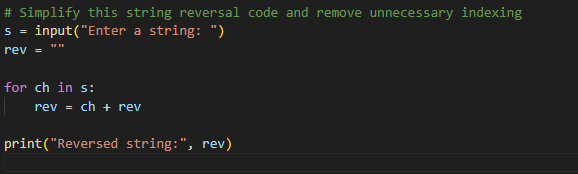 # Simplify this string reversal code and remove unnecessary indexing
s = input("Enter a string: ")
rev = ""
for ch in s:
    rev = ch + rev
print("Reversed string:", rev)